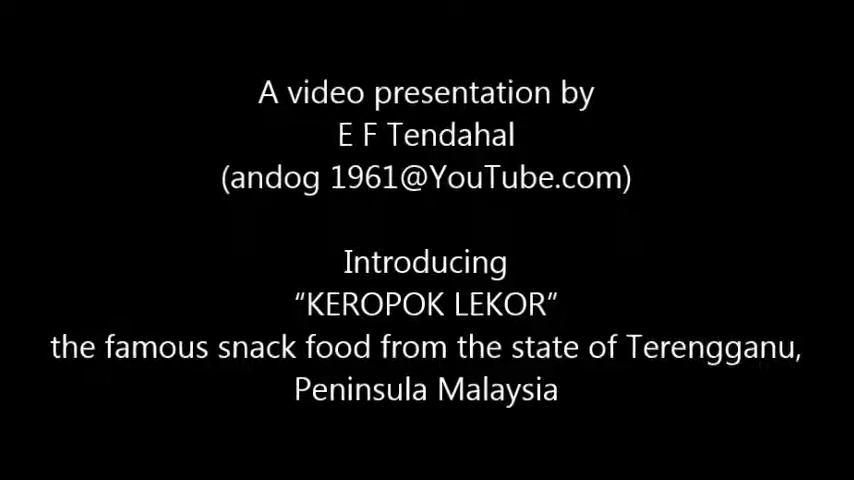 A video presentation by
E F Tendahal
(andog 1961@YouTube.com)
Introducing
“KEROPOK LEKOR”
the famous snack food from the state of Terengganu,
Peninsula Malaysia